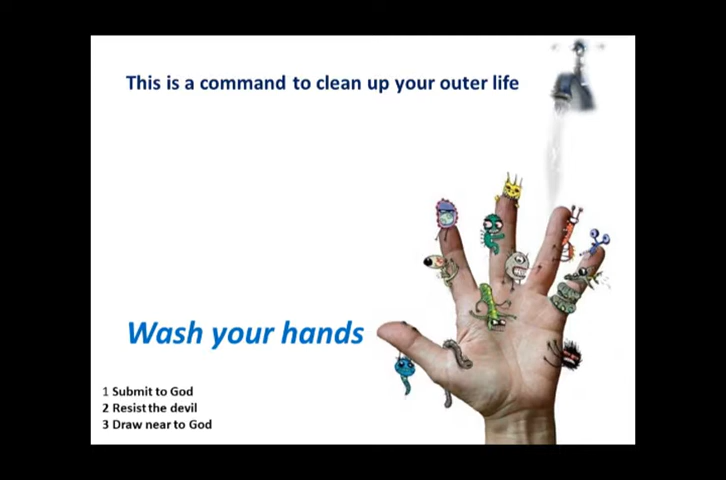 This is a command to clean up your outer life
Wash your hands
1 Submit to God
2 Resist the devil
3 Draw near to God